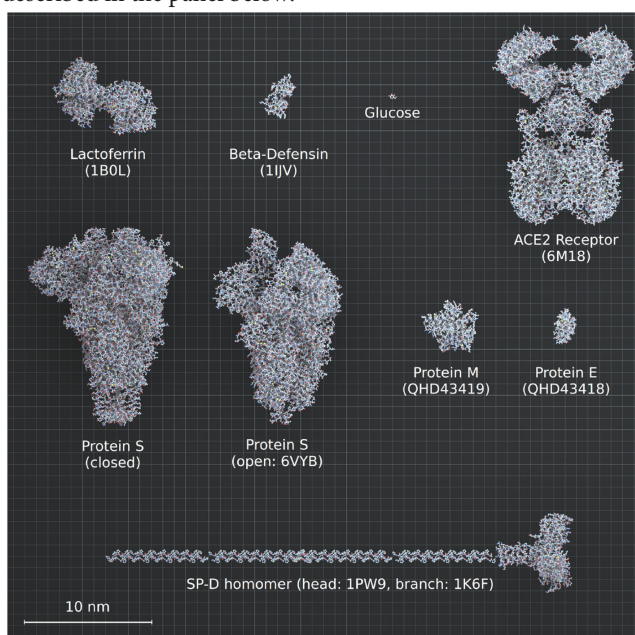 described in the panel below.
Lactoferrin
(1B0L)
Beta-Defensin
(1IJV)
Glucose
ACE2 Receptor
(6M18)
Protein S
(closed)
Protein S
(open: 6VYB)
Protein M
(QHD43419)
Protein E
(QHD43418)
SP-D homomer (head: 1PW9, branch: 1K6F)
10 nm